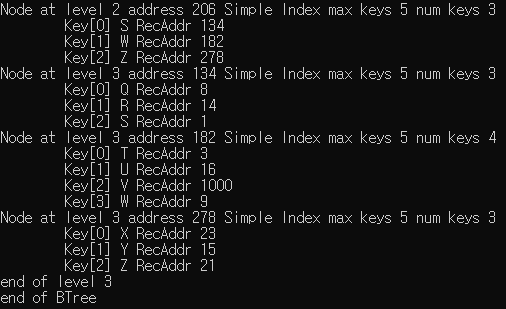 Node at level 2 address 206 Simple Index max keys 5 num keys 3
Key[0] S RecAddr 134
Key[1] W RecAddr 182
Key[2] Z RecAddr 278
Node at level 3 address 134 Simple Index max keys 5 num keys 3
Key[0] Q RecAddr 8
Key[1] R RecAddr 14
Key[2] S RecAddr 1
Node at level 3 address 182 Simple Index max keys 5 num keys 4
Key[0] T RecAddr 3
Key[1] U RecAddr 16
Key[2] V RecAddr 1000
Key[3] W RecAddr 9
Node at level 3 address 278 Simple Index max keys 5 num keys 3
Key[0] X RecAddr 23
Key[1] Y RecAddr 15
Key[2] Z RecAddr 21
end of level 3
end of BTree